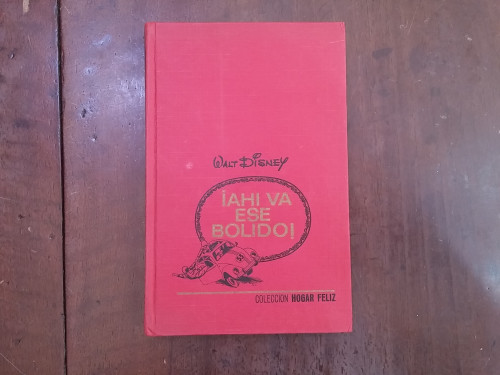 WALT DISNEY
¡AHI VA
ESE
BOLIDO!
COLECCION HOGAR FELIZ